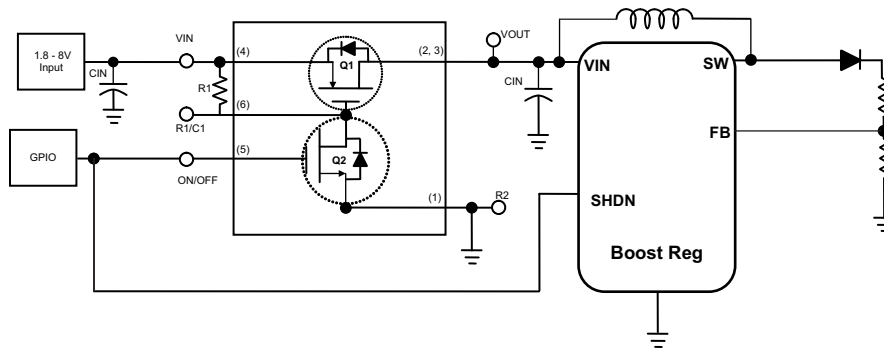 1.8 - 8V
Input
CIN
VIN
(4)
R1
(6)
R1/C1
Q1
(2, 3)
VOUT
CIN
VIN
SW
FB
GPIO
(5)
ON/OFF
Q2
(1)
R2
SHDN
Boost Reg